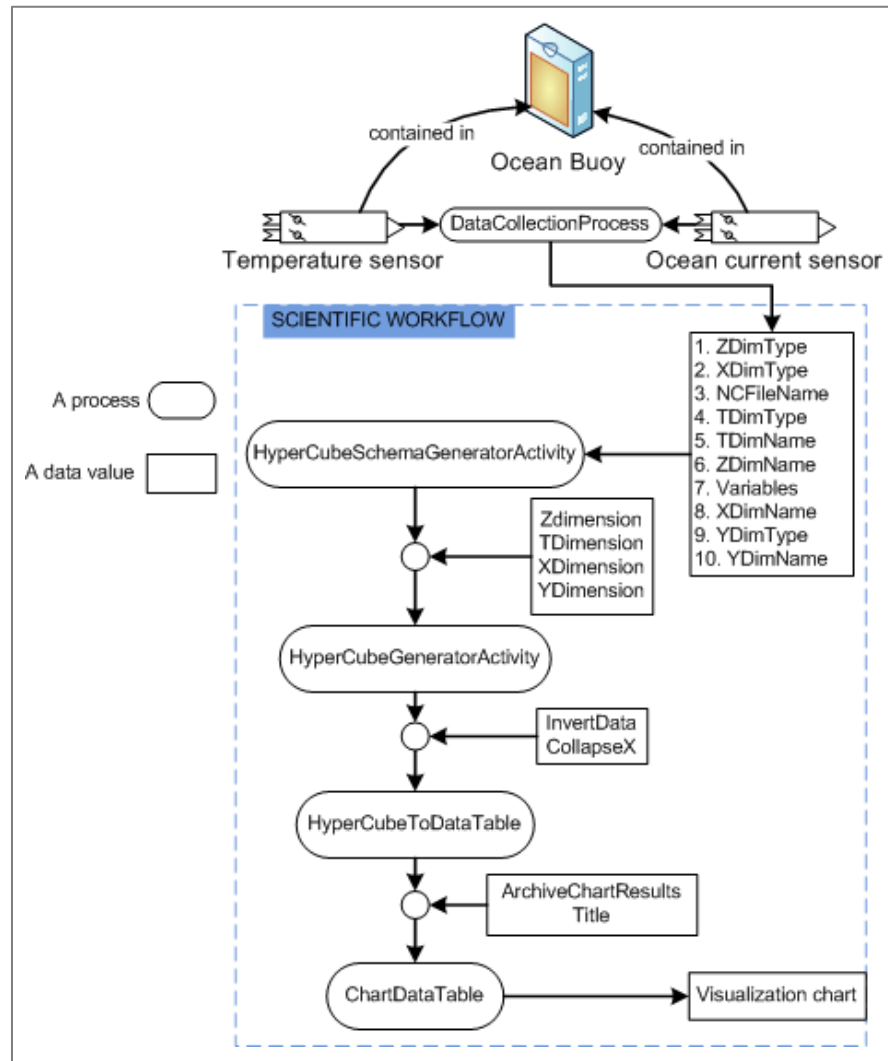 contained in
contained in
Ocean Buoy
DataCollectionProcess
Temperature sensor
Ocean current sensor
SCIENTIFIC WORKFLOW
1. ZDimType
2. XDimType
3. NCFileName
4. TDimType
5. TDimName
6. ZDimName
7. Variables
8. XDimName
9. YDimType
10. YDimName
A process
A data value
HyperCubeSchemaGeneratorActivity
Zdimension
TDimension
XDimension
YDimension
HyperCubeGeneratorActivity
InvertData
CollapseX
HyperCubeToDataTable
ArchiveChartResults
Title
ChartDataTable
Visualization chart